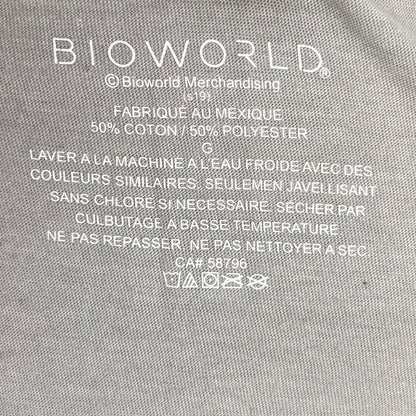 BIOWORLD®
©Bioworld Merchandising
(s19)
FABRIQUE AU MEXIQUE
50% COTON / 50% POLYESTER
G
LAVER A LA MACHINE A L'EAU FROIDE AVEC DES
COULEURS SIMILAIRES. SEULEMEN JAVELLISANT
SANS CHLORE SI NECESSAIRE. SÉCHER PAR
CULBUTAGE A BASSE TEMPERATURE
NE PAS REPASSER. NE PAS NETTOYER A SEC.
CA# 58796